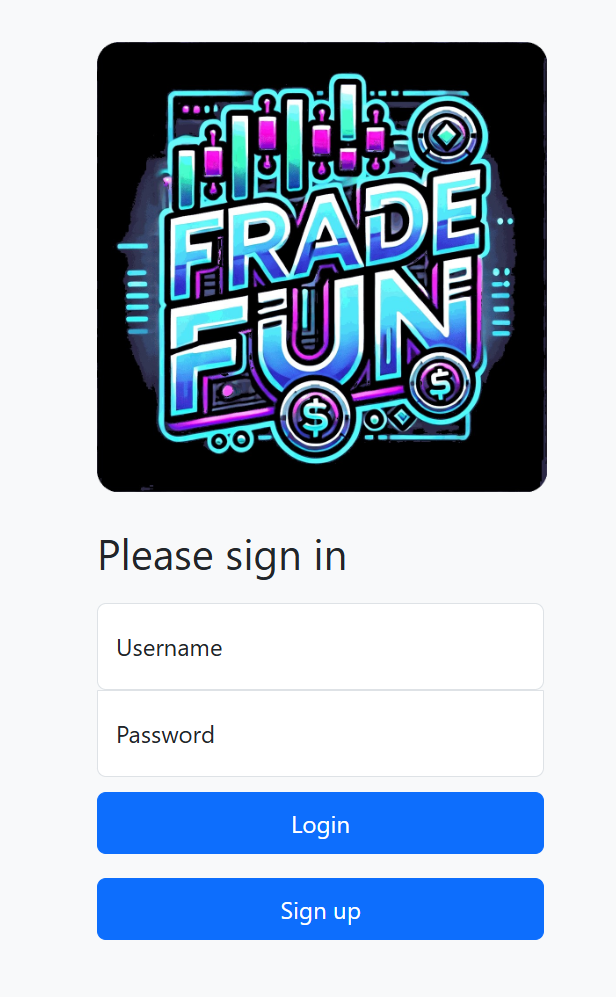 FRADE
FUN
$
$
Please sign in
Username
Password
Login
Sign up